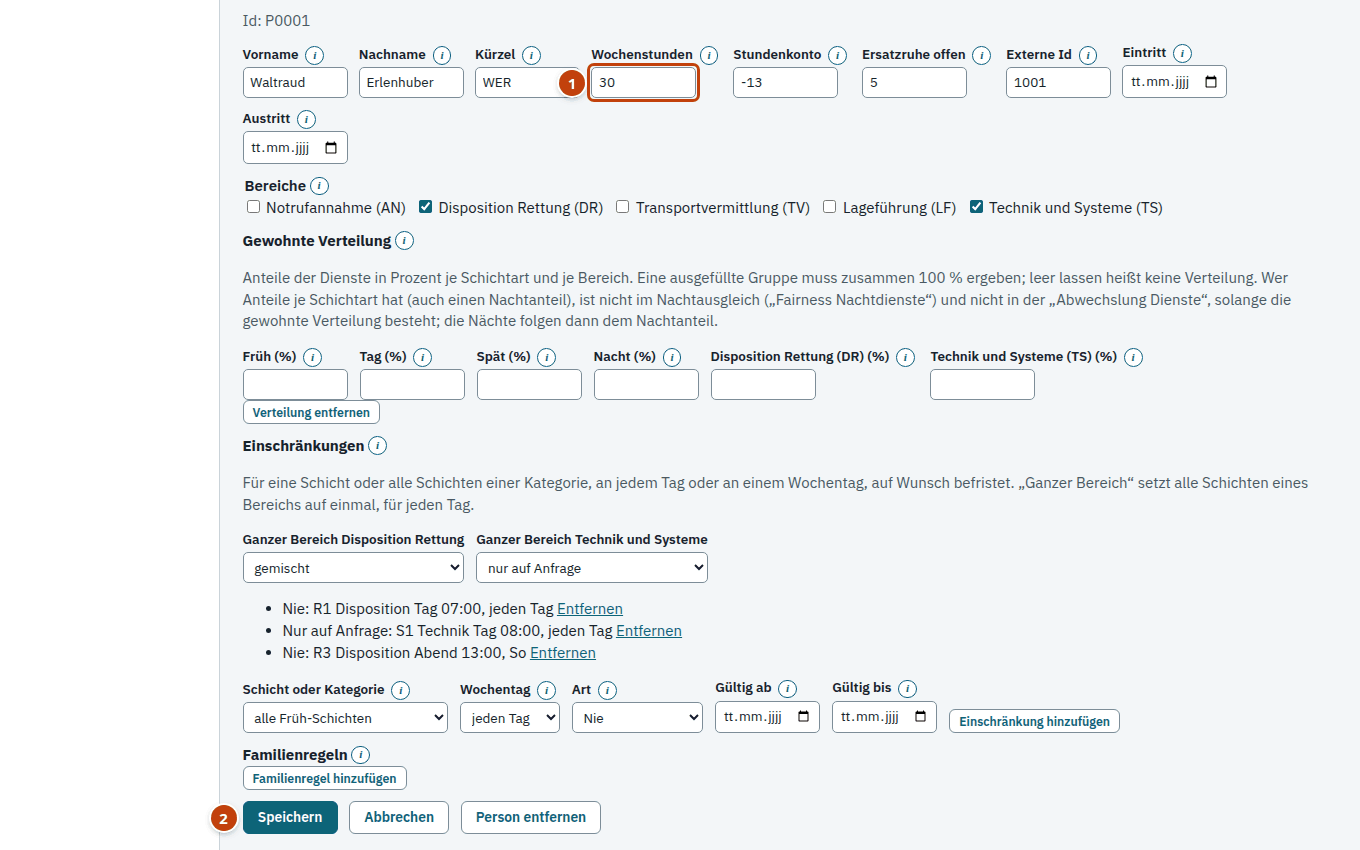 Id: P0001
Vorname i Nachname i Kürzel i Wochenstunden i Stundenkonto i Ersatzruhe offen i Externe Id i Eintritt i
Waltraud Erlenhuber WER 1 30 -13 5 1001 tt.mm.jjjj
Austritt i
tt.mm.jjjj
Bereiche i
Notrufannahme (AN) Disposition Rettung (DR) Transportvermittlung (TV) Lageführung (LF) Technik und Systeme (TS)
Gewohnte Verteilung i
Anteile der Dienste in Prozent je Schichtart und je Bereich. Eine ausgefüllte Gruppe muss zusammen 100 % ergeben; leer lassen heißt keine Verteilung. Wer
Anteile je Schichtart hat (auch einen Nachtanteil), ist nicht im Nachtausgleich („Fairness Nachtdienste“) und nicht in der „Abwechslung Dienste“, solange die
gewohnte Verteilung besteht; die Nächte folgen dann dem Nachtanteil.
Früh (%) i Tag (%) i Spät (%) i Nacht (%) i Disposition Rettung (DR) (%) i Technik und Systeme (TS) (%) i
Verteilung entfernen
Einschränkungen i
Für eine Schicht oder alle Schichten einer Kategorie, an jedem Tag oder an einem Wochentag, auf Wunsch befristet. „Ganzer Bereich“ setzt alle Schichten eines
Bereichs auf einmal, für jeden Tag.
Ganzer Bereich Disposition Rettung Ganzer Bereich Technik und Systeme
gemischt nur auf Anfrage
• Nie: R1 Disposition Tag 07:00, jeden Tag Entfernen
• Nur auf Anfrage: S1 Technik Tag 08:00, jeden Tag Entfernen
• Nie: R3 Disposition Abend 13:00, So Entfernen
Schicht oder Kategorie i Wochentag i Art i Gültig ab i Gültig bis i
alle Früh-Schichten jeden Tag Nie tt.mm.jjjj tt.mm.jjjj Einschränkung hinzufügen
Familienregeln i
Familienregel hinzufügen
2 Speichern Abbrechen Person entfernen